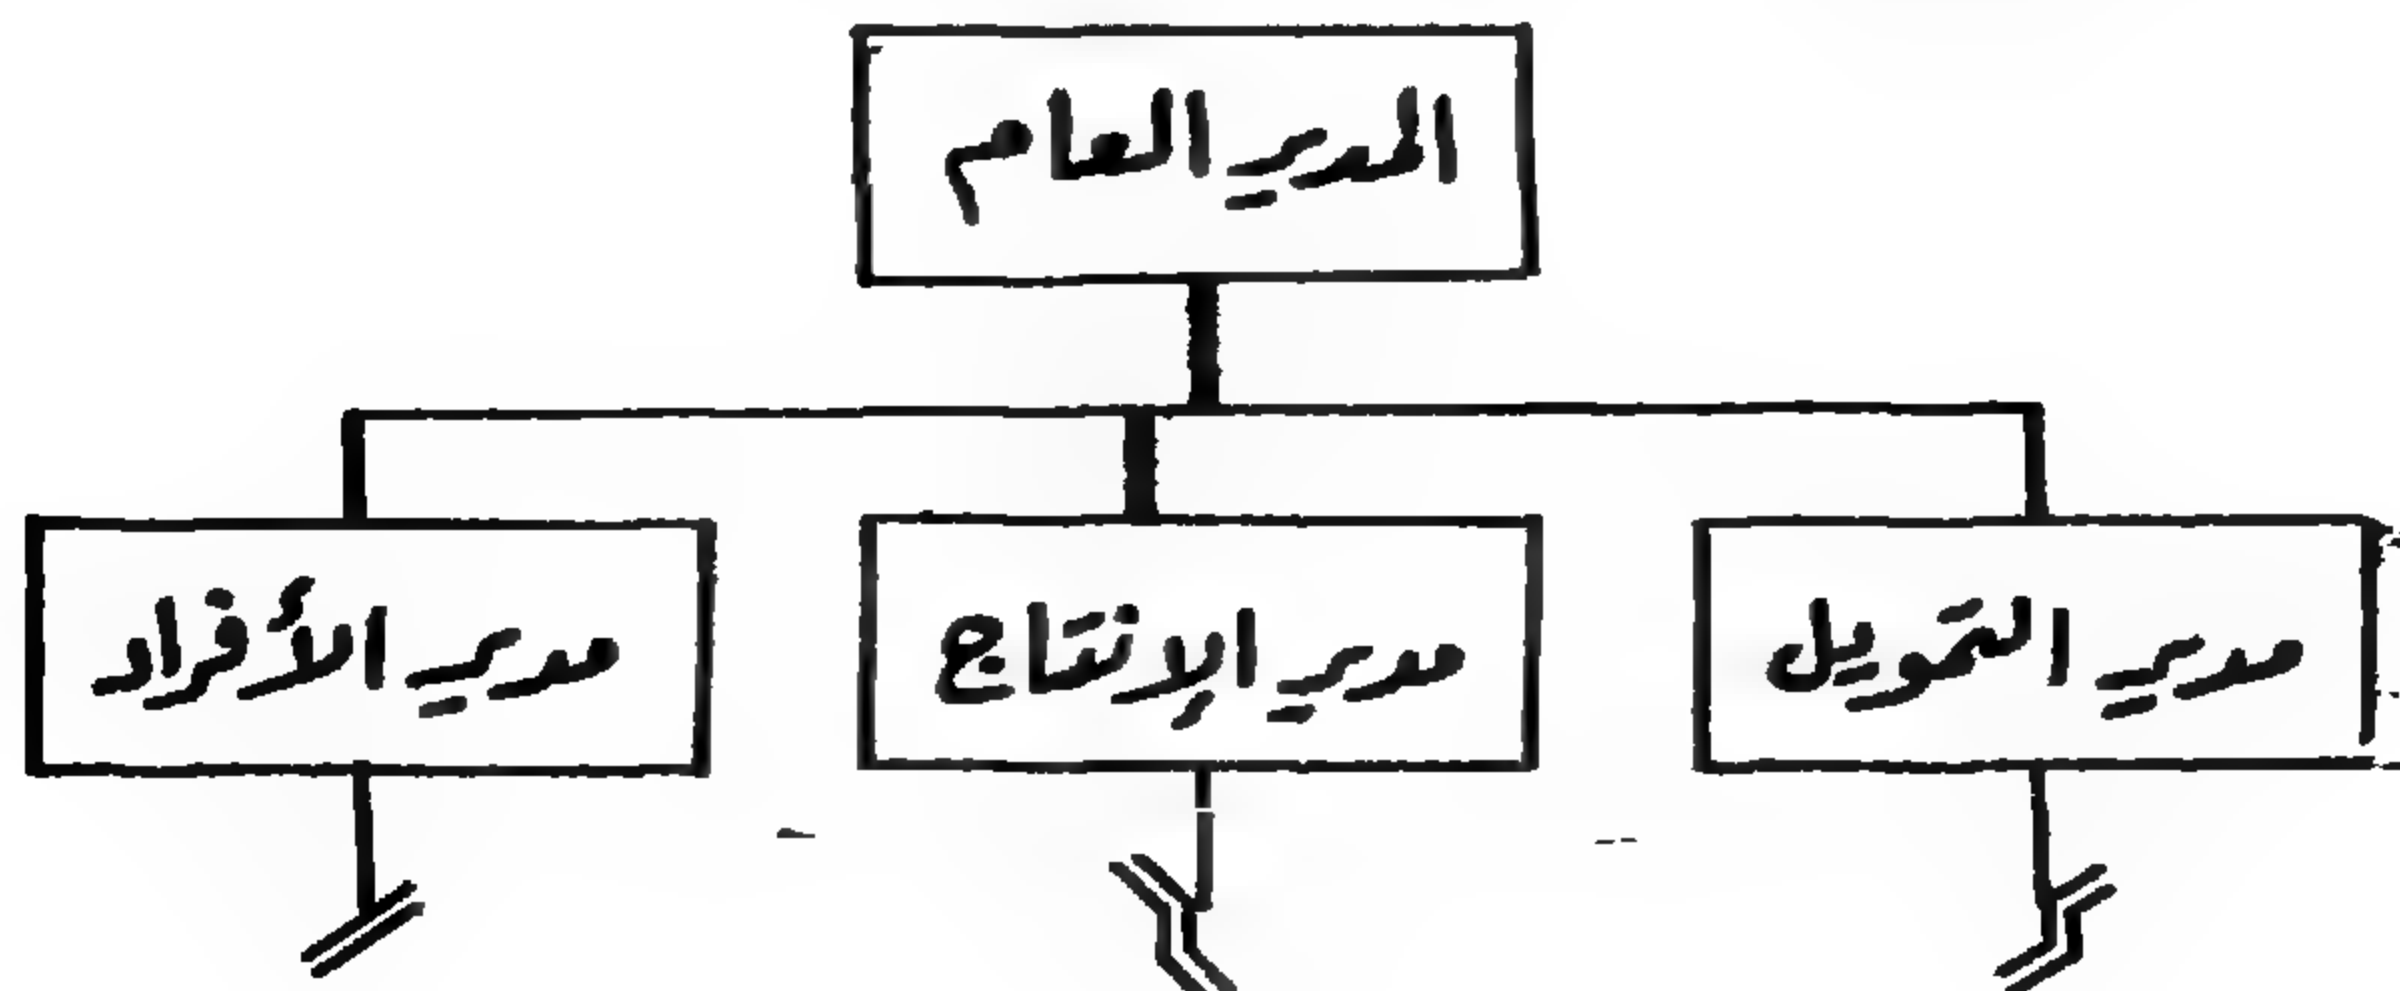 المدير العام
مدير التمويل
مدير الإنتاج
مدير الأفراد